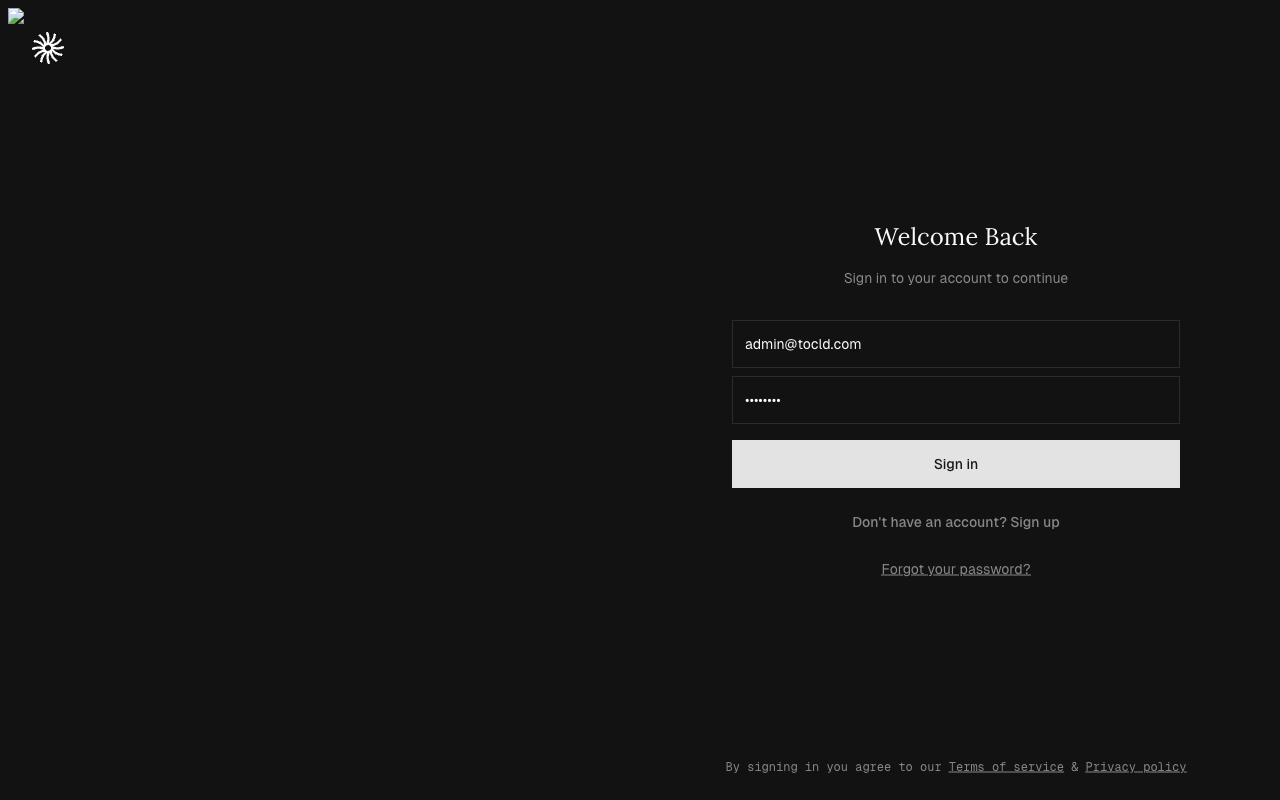 Welcome Back
Sign in to your account to continue
admin@tocld.com
••••••••
Sign in
Don't have an account? Sign up
Forgot your password?
By signing in you agree to our Terms of service & Privacy policy